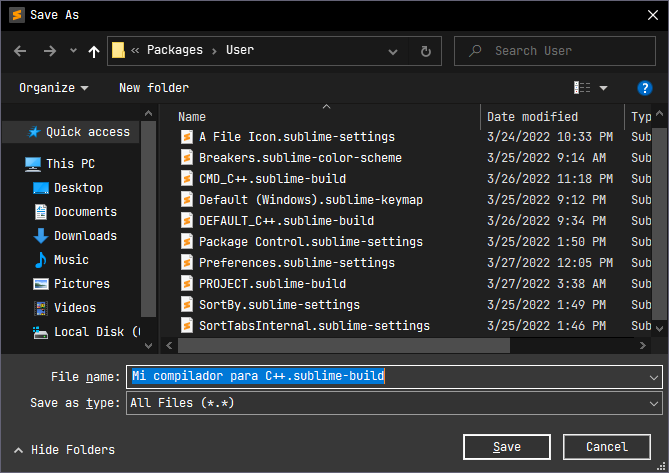 Save As
« Packages › User
Search User
Organize
New folder
Quick access
This PC
Desktop
Documents
Downloads
Music
Pictures
Videos
Local Disk (
Name Date modified Typ
A File Icon.sublime-settings 3/24/2022 10:33 PM Sub
Breakers.sublime-color-scheme 3/25/2022 9:14 AM Sub
CMD_C++.sublime-build 3/26/2022 11:18 PM Sub
Default (Windows).sublime-keymap 3/25/2022 9:12 PM Sub
DEFAULT_C++.sublime-build 3/26/2022 9:34 PM Sub
Package Control.sublime-settings 3/25/2022 1:50 PM Sub
Preferences.sublime-settings 3/27/2022 12:05 PM Sub
PROJECT.sublime-build 3/27/2022 3:38 AM Sub
SortBy.sublime-settings 3/25/2022 1:49 PM Sub
SortTabsInternal.sublime-settings 3/25/2022 1:46 PM Sub
File name: Mi compilador para C++.sublime-build
Save as type: All Files (*.*)
Hide Folders
Save
Cancel